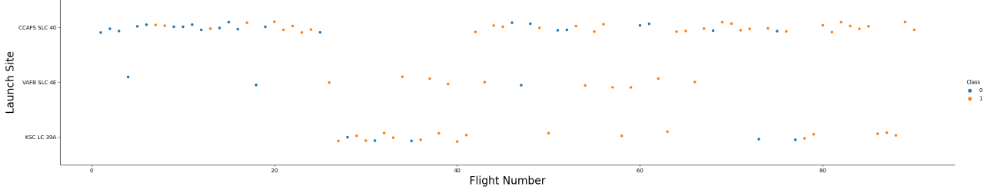 Launch Site
CCAFS SLC 40
VAFB SLC 4E
KSC LC 39A
0
20
40
60
80
Flight Number
Class
0
1